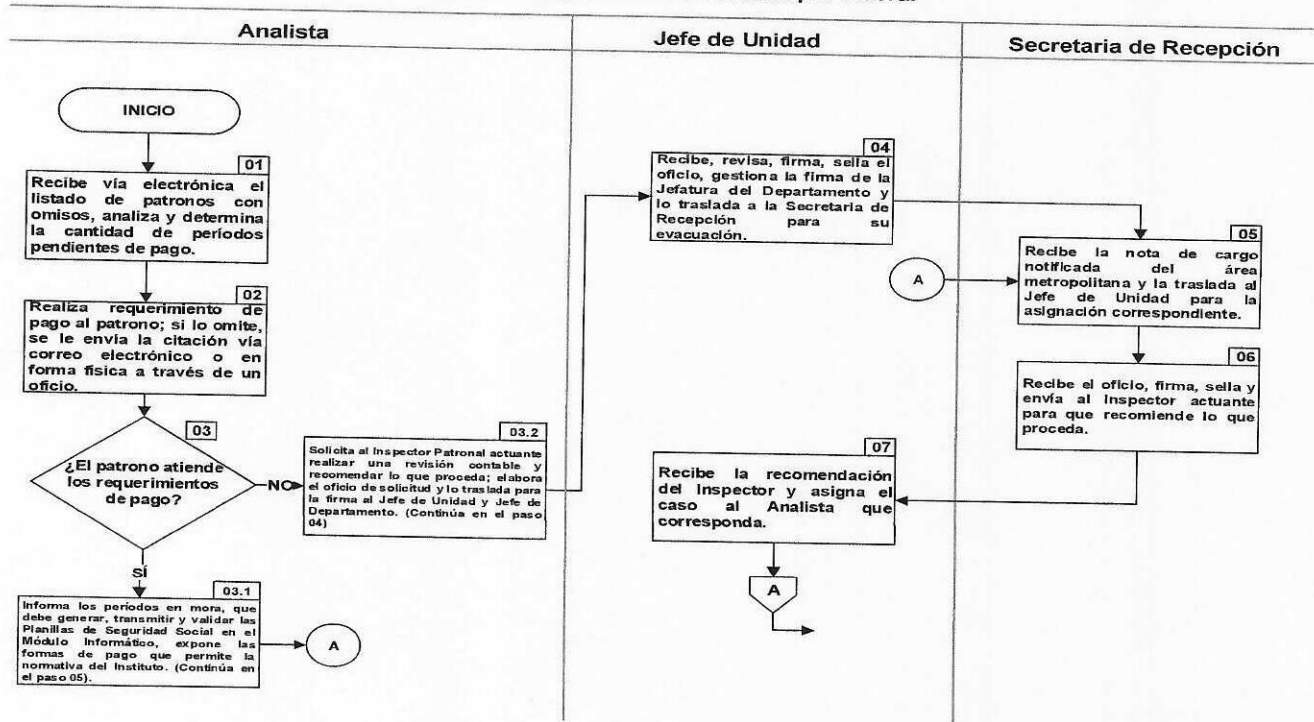 Analista
Jefe de Unidad
Secretaria de Recepción
INICIO
01
Recibe vía electrónica el
listado de patronos con
omisos, analiza y determina
la cantidad de períodos
pendientes de pago.
02
Realiza requerimiento de
pago al patrono; si lo omite,
se le envía la citación vía
correo electrónico o en
forma física a través de un
oficio.
03
¿El patrono atiende
los requerimientos
de pago?
NO
SÍ
03.2
Solicita al Inspector Patronal actuante
realizar una revisión contable y
recomendar lo que proceda; elabora
el oficio de solicitud y lo traslada para
la firma al Jefe de Unidad y Jefe de
Departamento. (Continúa en el paso
04)
03.1
Informa los períodos en mora, que
debe generar, transmitir y validar las
Planillas de Seguridad Social en el
Módulo Informático, expone las
formas de pago que permite la
normativa del Instituto. (Continúa en
el paso 05).
A
04
Recibe, revisa, firma, sella el
oficio, gestiona la firma de la
Jefatura del Departamento y
lo traslada a la Secretaria de
Recepción para su
evacuación.
A
05
Recibe la nota de cargo
notificada del área
metropolitana y la traslada al
Jefe de Unidad para la
asignación correspondiente.
06
Recibe el oficio, firma, sella y
envía al Inspector actuante
para que recomiende lo que
proceda.
07
Recibe la recomendación
del Inspector y asigna el
caso al Analista que
corresponda.
A